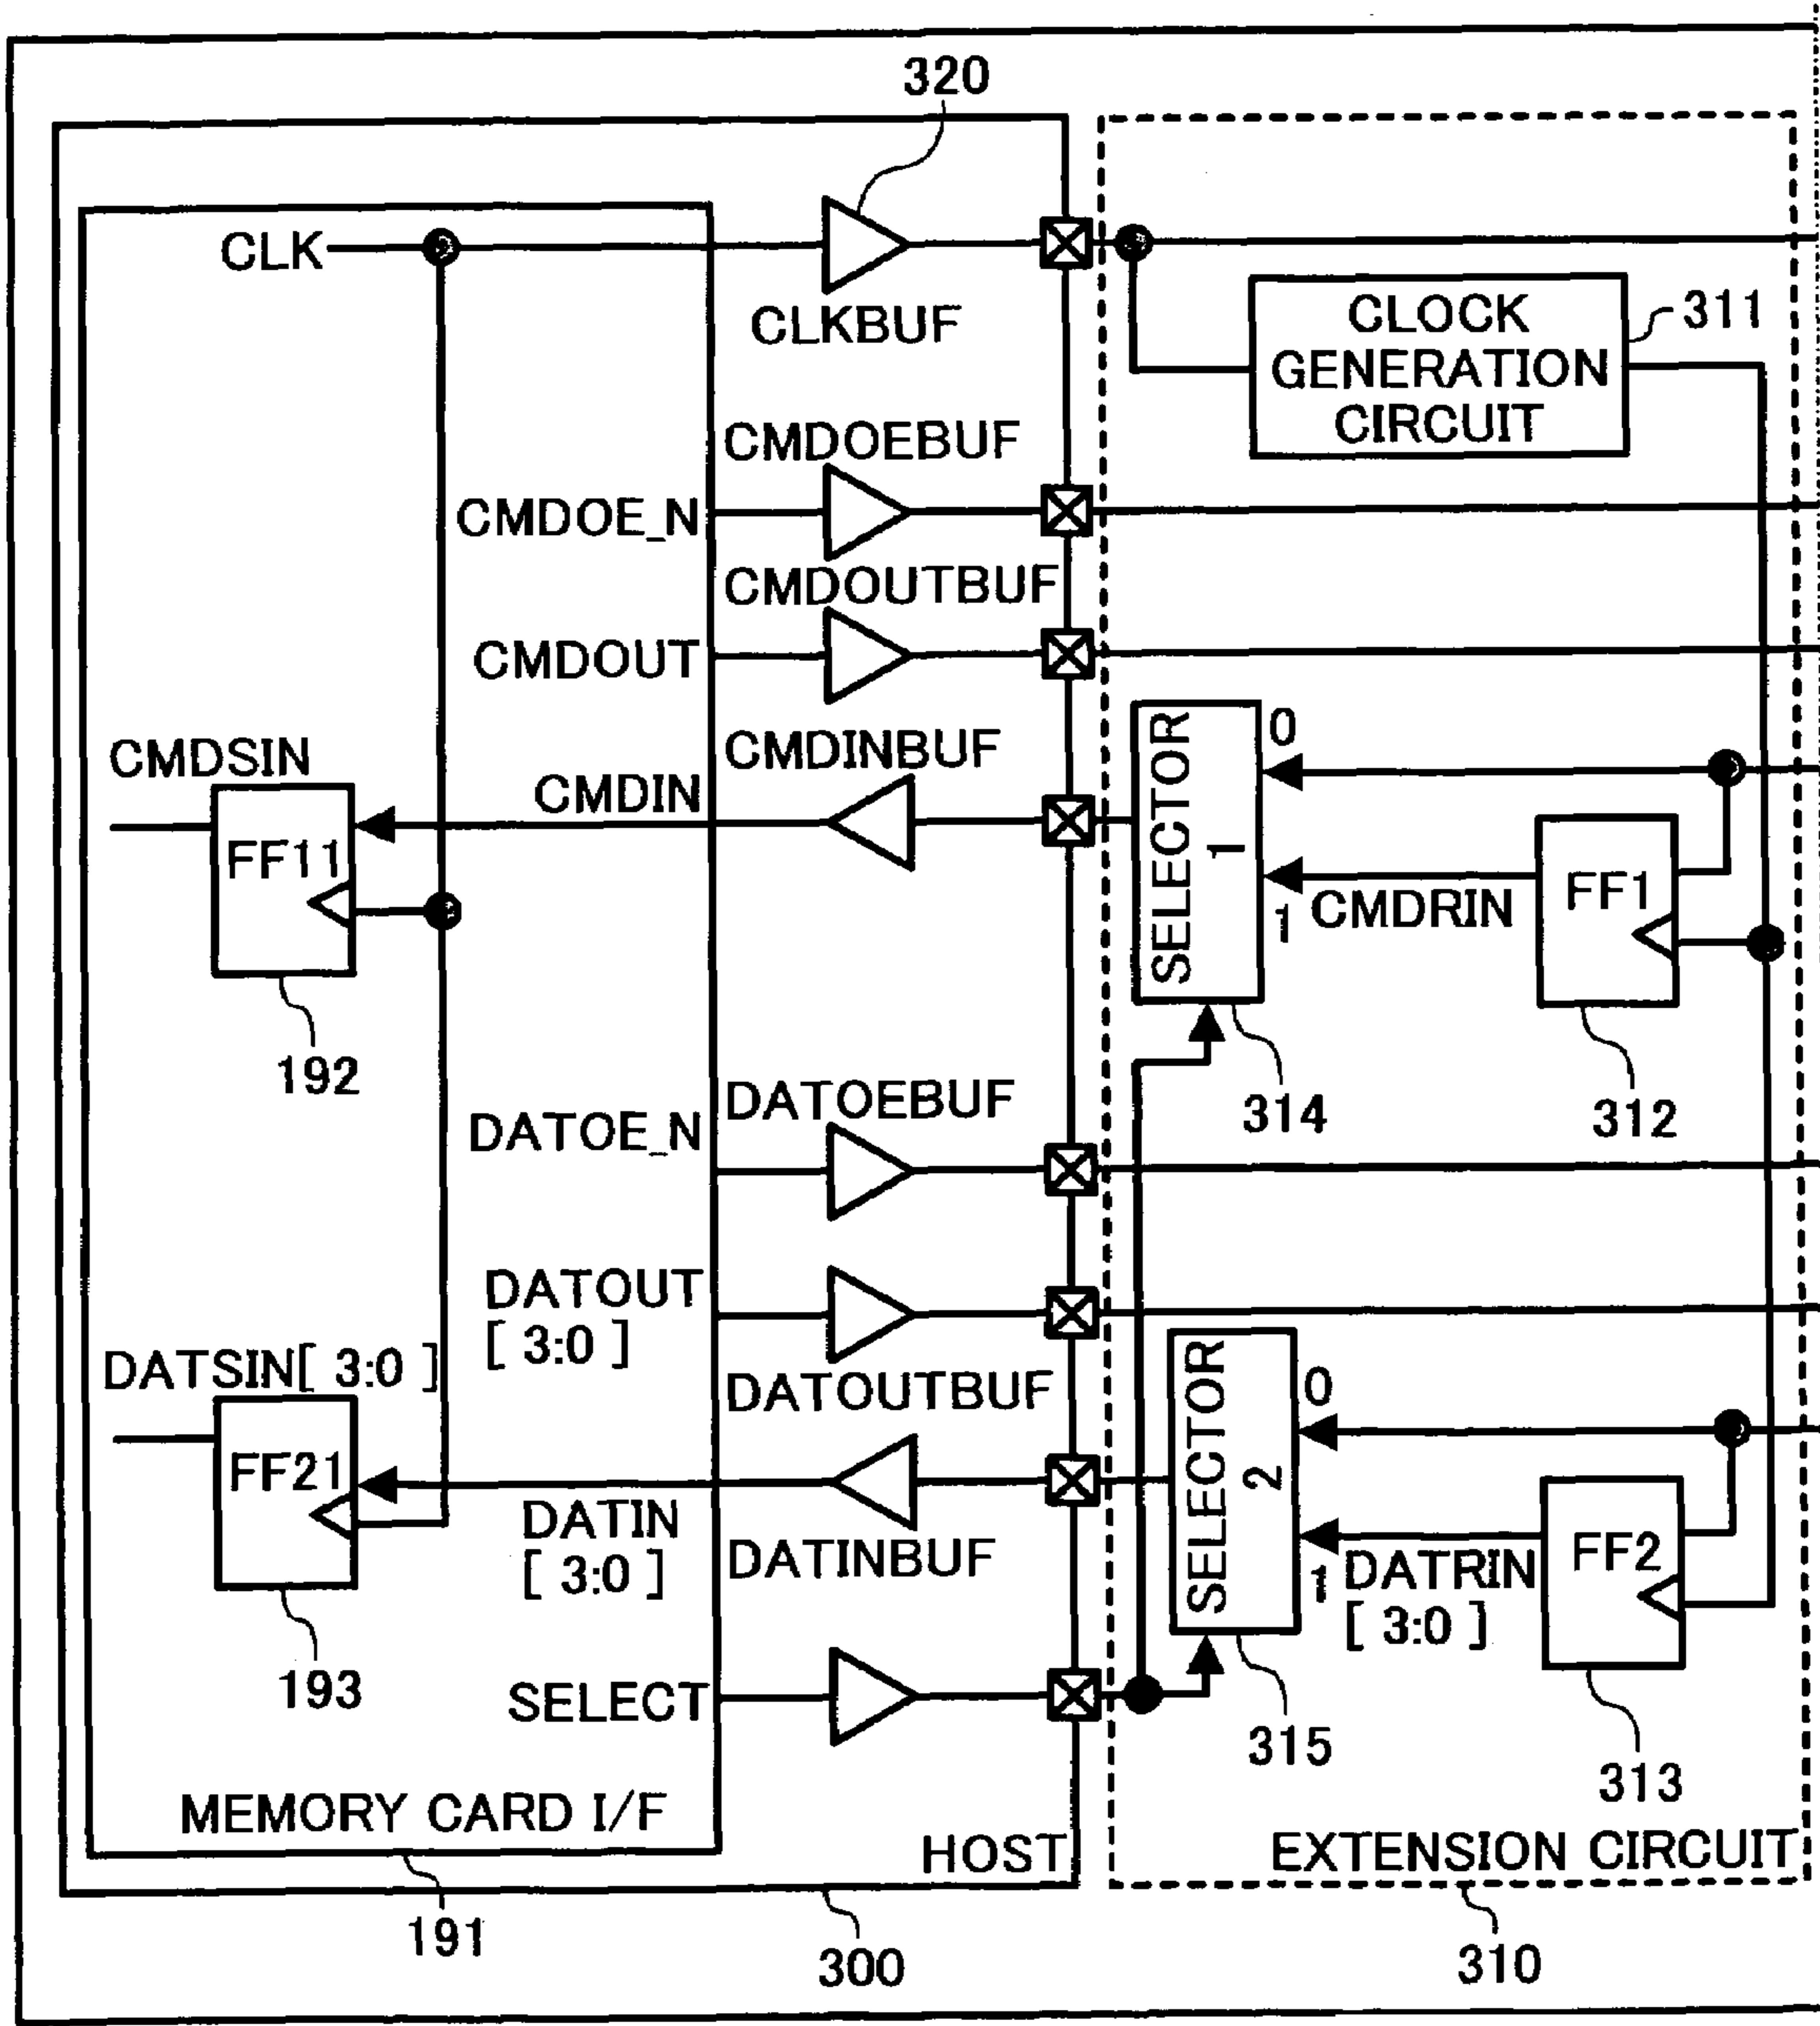 320
CLK
CLKBUF
CLOCK
GENERATION
CIRCUIT
311
CMDOEBUF
CMDOE_N
CMDOUTBUF
CMDOUT
CMDSIN
CMDINBUF
CMDIN
FF11
192
SELECTOR
1
0
1
CMDRIN
FF1
314
312
DATOEBUF
DATOE_N
DATOUT
[ 3:0 ]
DATOUTBUF
DATSIN[ 3:0 ]
FF21
193
DATIN
[ 3:0 ]
DATINBUF
SELECTOR
2
0
1
DATRIN
[ 3:0 ]
FF2
315
313
SELECT
MEMORY CARD I/F
191
HOST
300
EXTENSION CIRCUIT
310